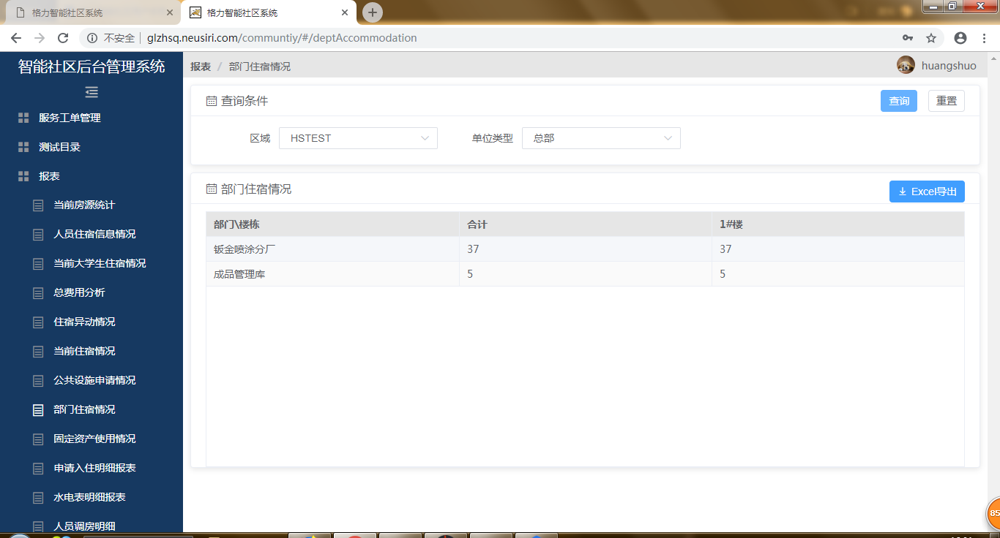 格力智能社区系统
格力智能社区系统
不安全 glzhsq.neusiri.com/communtiy/#/deptAccommodation
智能社区后台管理系统
服务工单管理
测试目录
报表
当前房源统计
人员住宿信息情况
当前大学生住宿情况
总费用分析
住宿异动情况
当前住宿情况
公共设施申请情况
部门住宿情况
固定资产使用情况
申请入住明细报表
水电表明细报表
人员调房明细
报表 / 部门住宿情况
huangshuo
查询条件
查询 重置
区域 HSTEST 单位类型 总部
部门住宿情况
Excel导出
部门\楼栋 合计 1#楼
钣金喷涂分厂 37 37
成品管理库 5 5
85